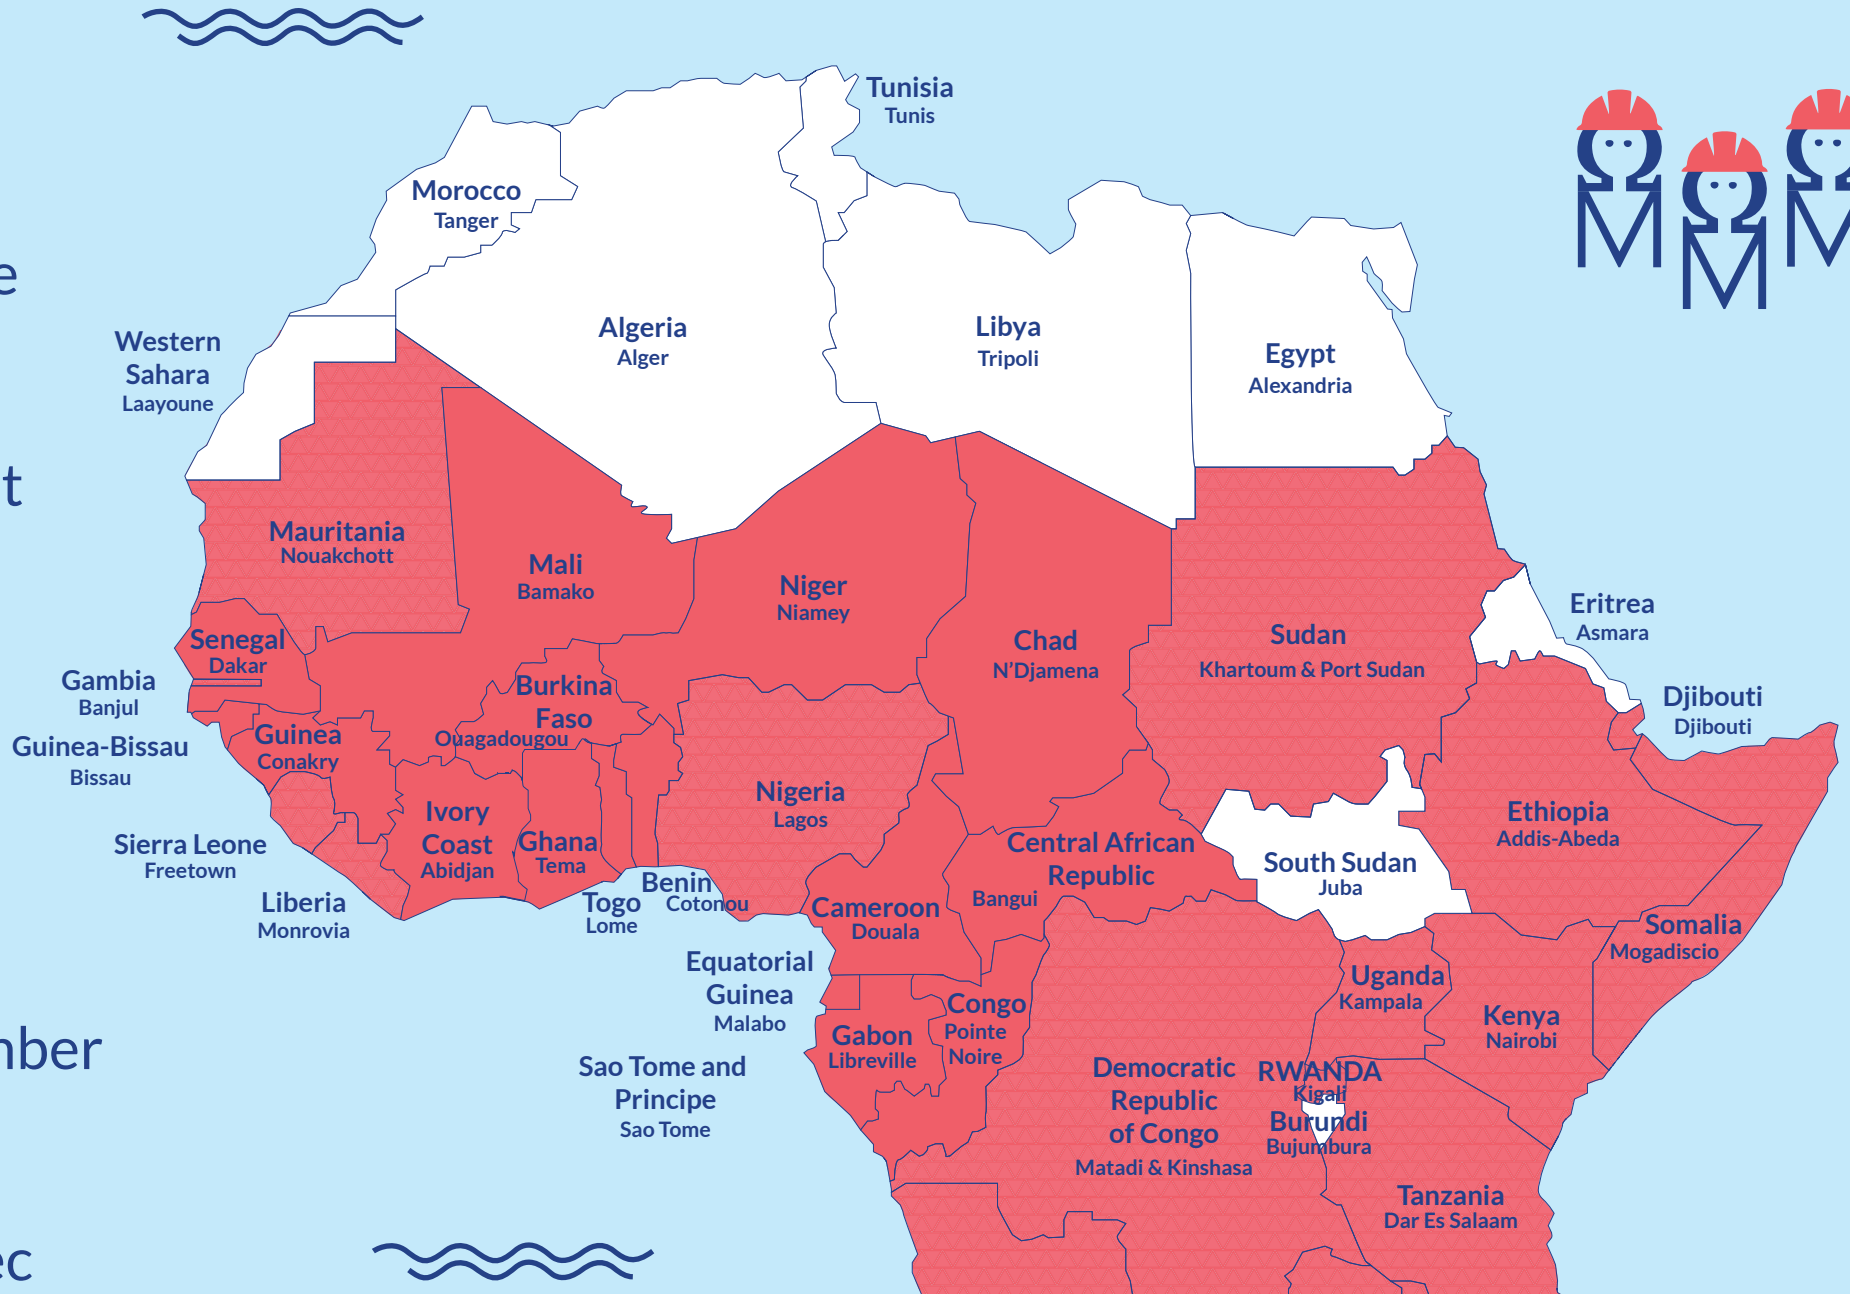 Tunisia
Tunis
Morocco
Tanger
e
Algeria
Alger
Libya
Tripoli
Egypt
Alexandria
Western
Sahara
Laayoune
t
Mauritania
Nouakchott
Mali
Bamako
Niger
Niamey
Chad
N'Djamena
Sudan
Khartoum & Port Sudan
Eritrea
Asmara
Senegal
Dakar
Gambia
Banjul
Burkina
Faso
Ouagadougou
Djibouti
Djibouti
Guinea-Bissau
Bissau
Guinea
Conakry
Nigeria
Lagos
Ivory
Coast
Abidjan
Ghana
Tema
Ethiopia
Addis-Abeda
Sierra Leone
Freetown
Central African
Republic
Bangui
South Sudan
Juba
Liberia
Monrovia
Togo
Lome
Benin
Cotonou
Cameroon
Douala
Somalia
Mogadiscio
Equatorial
Guinea
Malabo
Uganda
Kampala
Congo
Pointe
Noire
Gabon
Libreville
Kenya
Nairobi
nber
Sao Tome and
Principe
Sao Tome
Democratic
Republic
of Congo
Matadi & Kinshasa
RWANDA
Kigali
Burundi
Bujumbura
Tanzania
Dar Es Salaam
ec